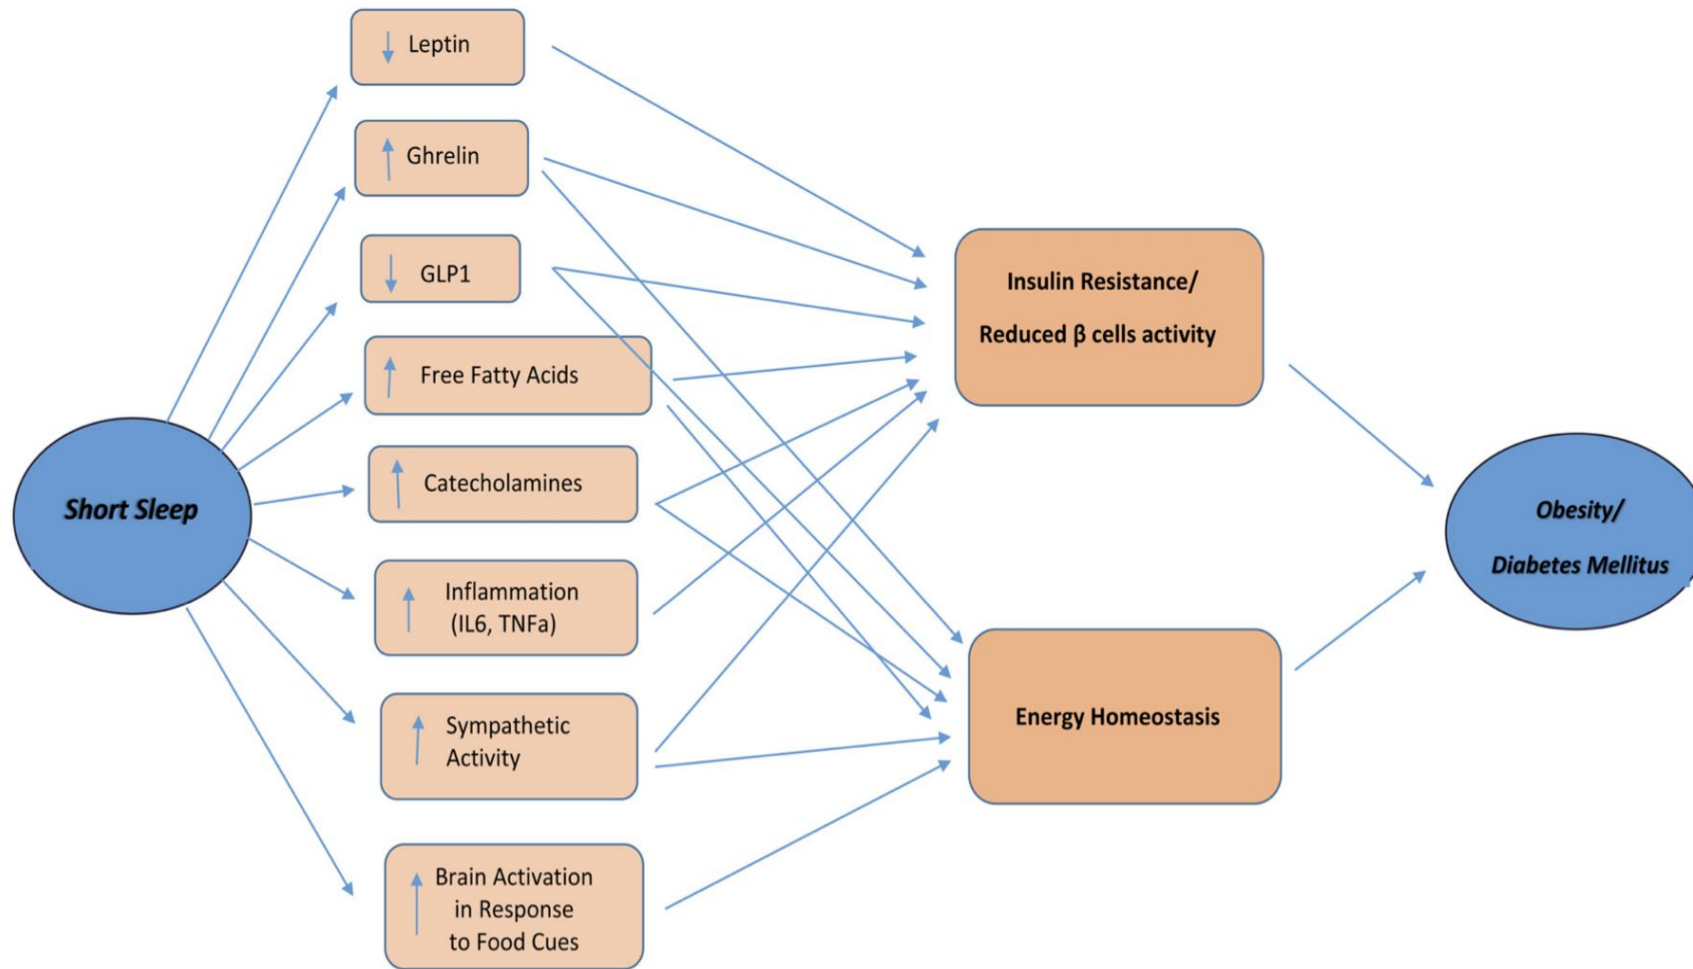 Leptin
Ghrelin
GLP1
Free Fatty Acids
Catecholamines
Inflammation
(IL6, TNFa)
Sympathetic
Activity
Brain Activation
in Response
to Food Cues
Short Sleep
Insulin Resistance/
Reduced β cells activity
Energy Homeostasis
Obesity/
Diabetes Mellitus